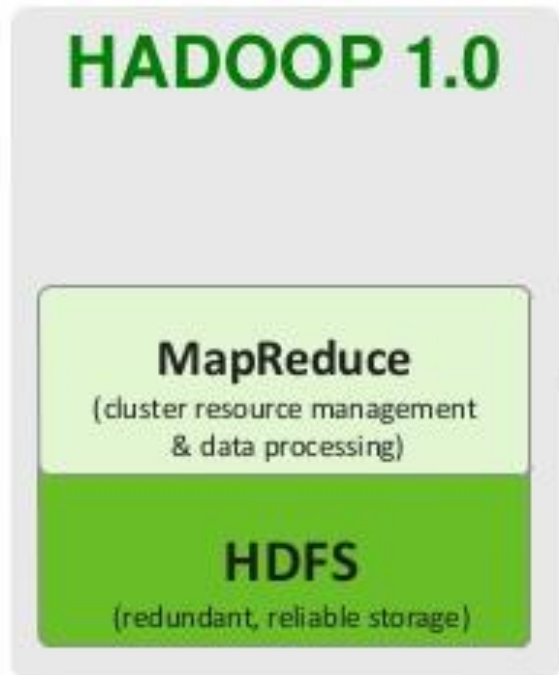 HADOOP 1.0
MapReduce
(cluster resource management
& data processing)
HDFS
(redundant, reliable storage)